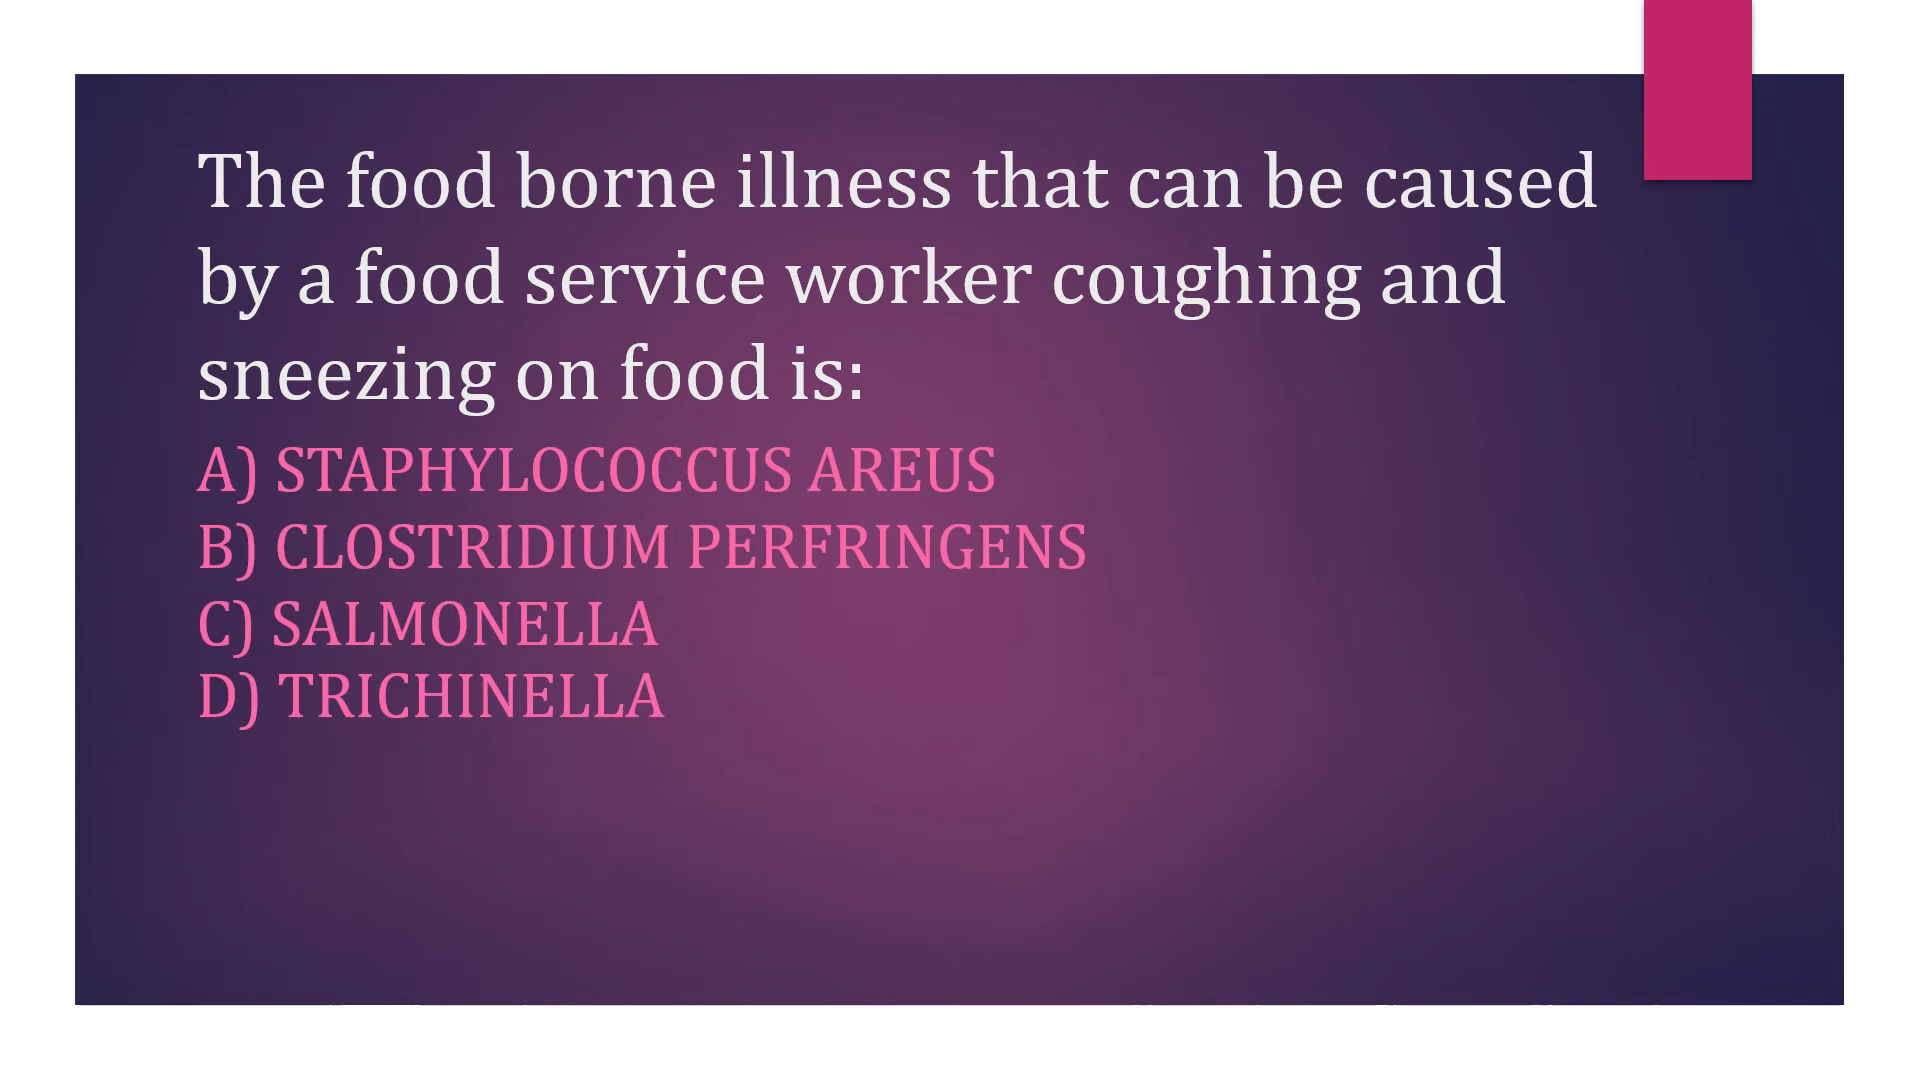 The food borne illness that can be caused
by a food service worker coughing and
sneezing on food is:
A) STAPHYLOCOCCUS AREUS
B) CLOSTRIDIUM PERFRINGENS
C) SALMONELLA
D) TRICHINELLA